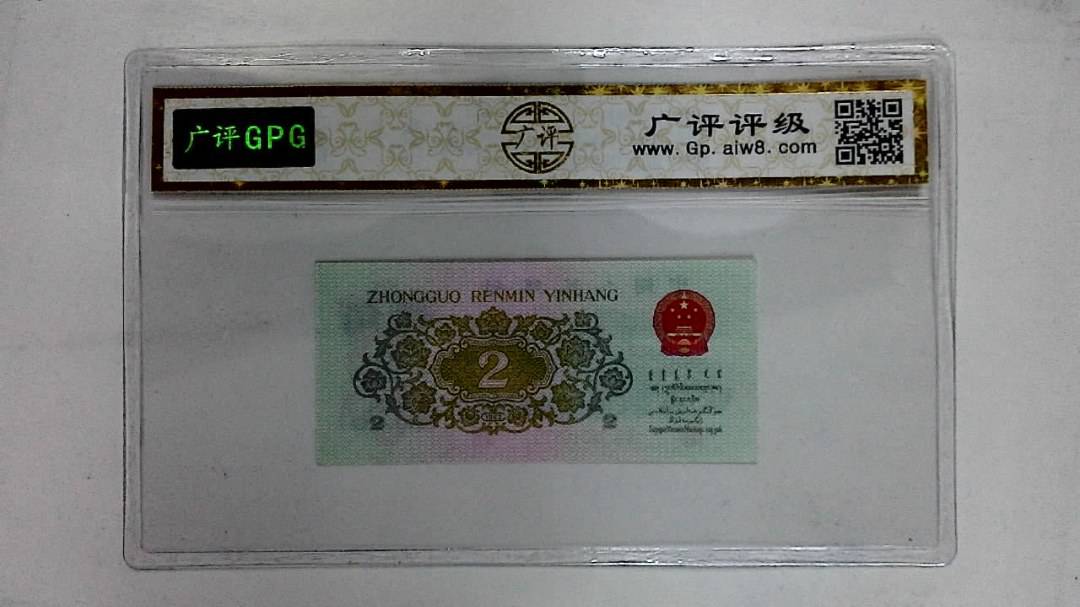 广评GPG
广评
广评评级
www.Gp.aiw8.com
ZHONGGUO RENMIN YINHANG
2
2
2